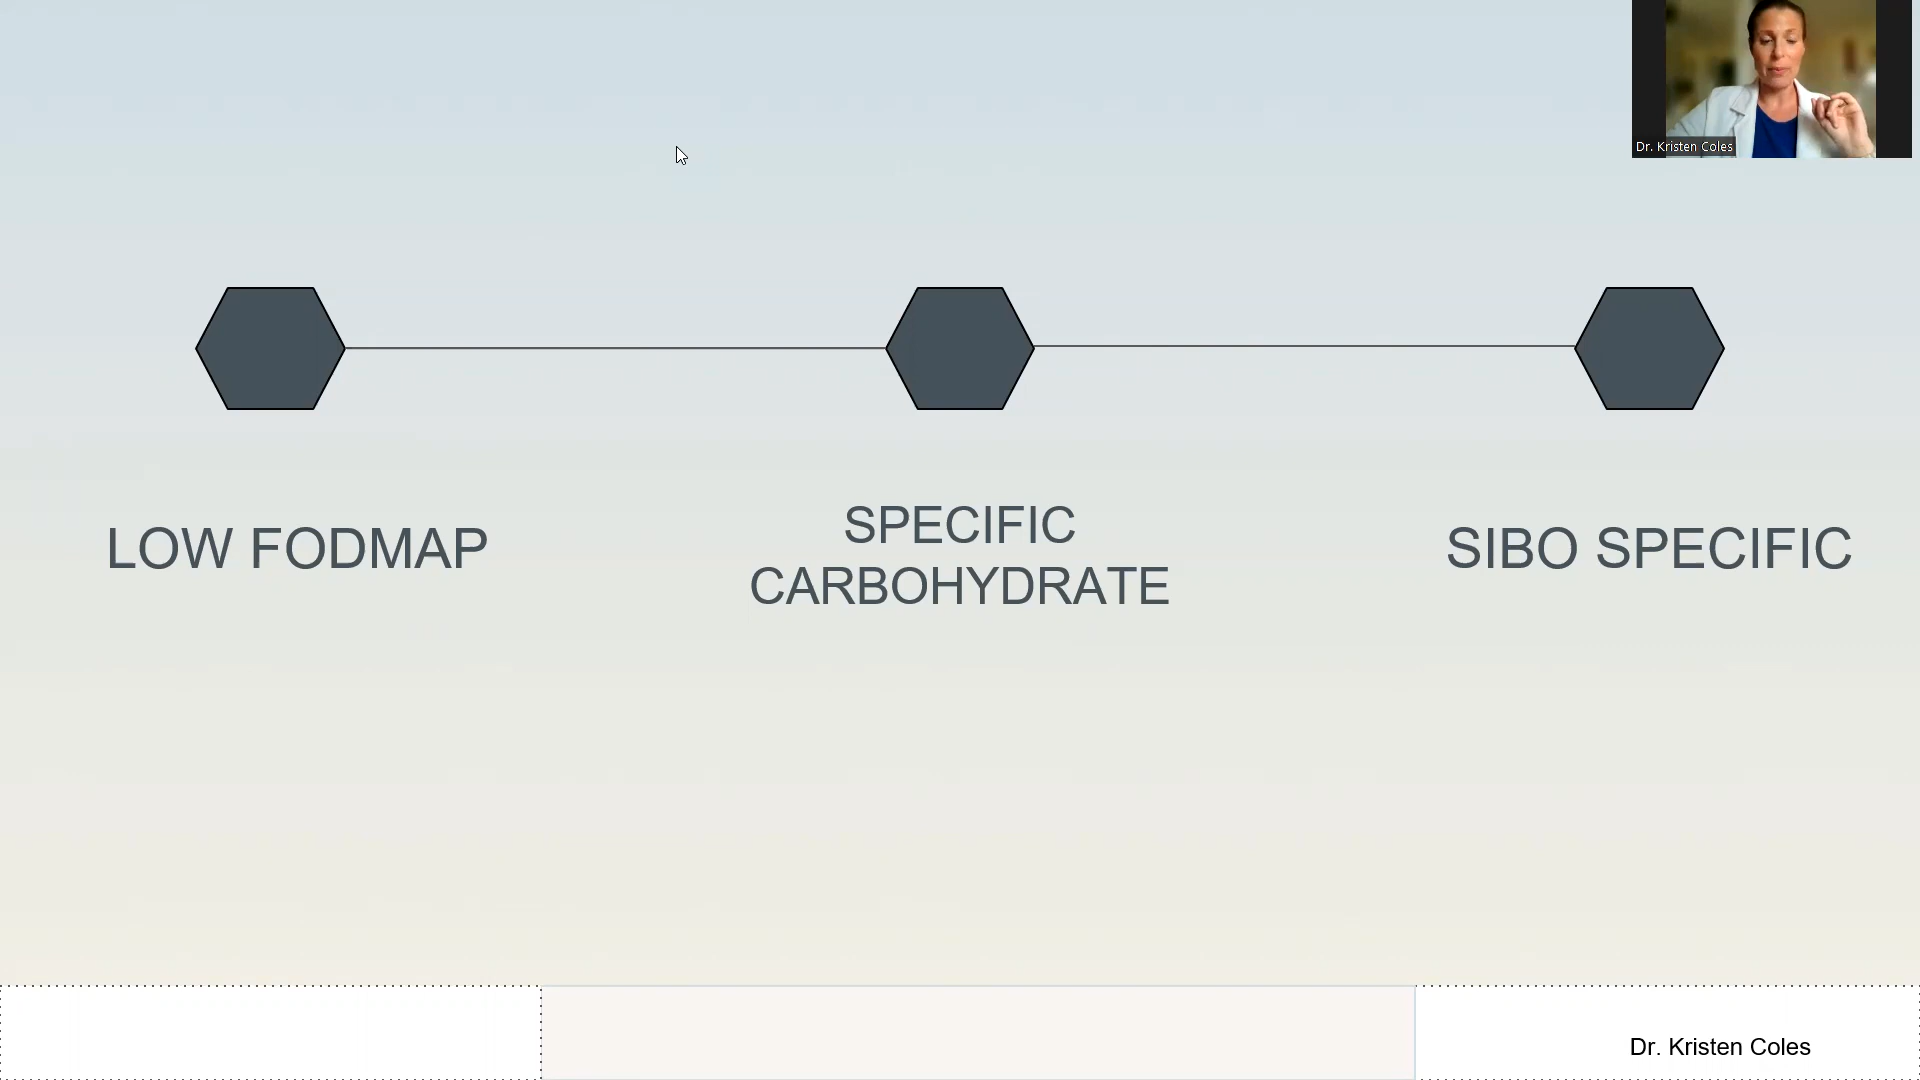 Dr. Kristen Coles
LOW FODMAP
SPECIFIC
CARBOHYDRATE
SIBO SPECIFIC
Dr. Kristen Coles